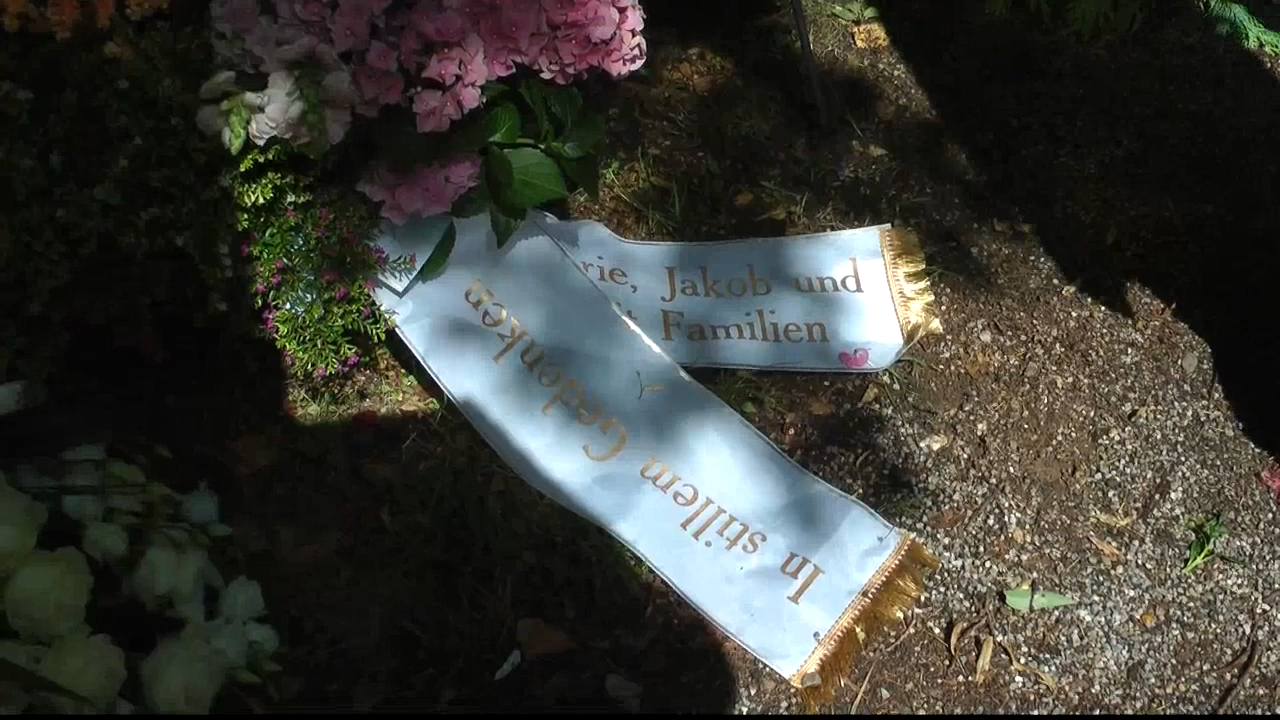 rie, Jakob und
t Familien
In stillem Gedenken